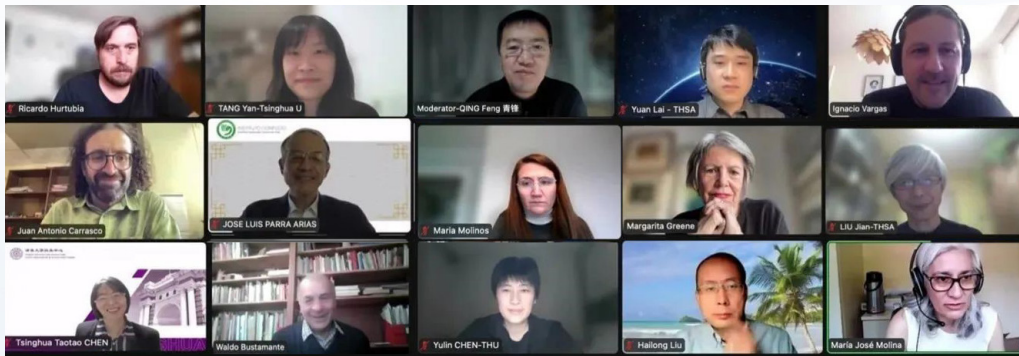 Ricardo Hurtubia
TANG Yan-Tsinghua U
Moderator-QING Feng 青锋
Yuan Lai - THSA
Ignacio Vargas
Juan Antonio Carrasco
JOSE LUIS PARRA ARIAS
Maria Molinos
Margarita Greene
LIU Jian-THSA
Tsinghua Taotao CHEN
Waldo Bustamante
Yulin CHEN-THU
Hailong Liu
María José Molina